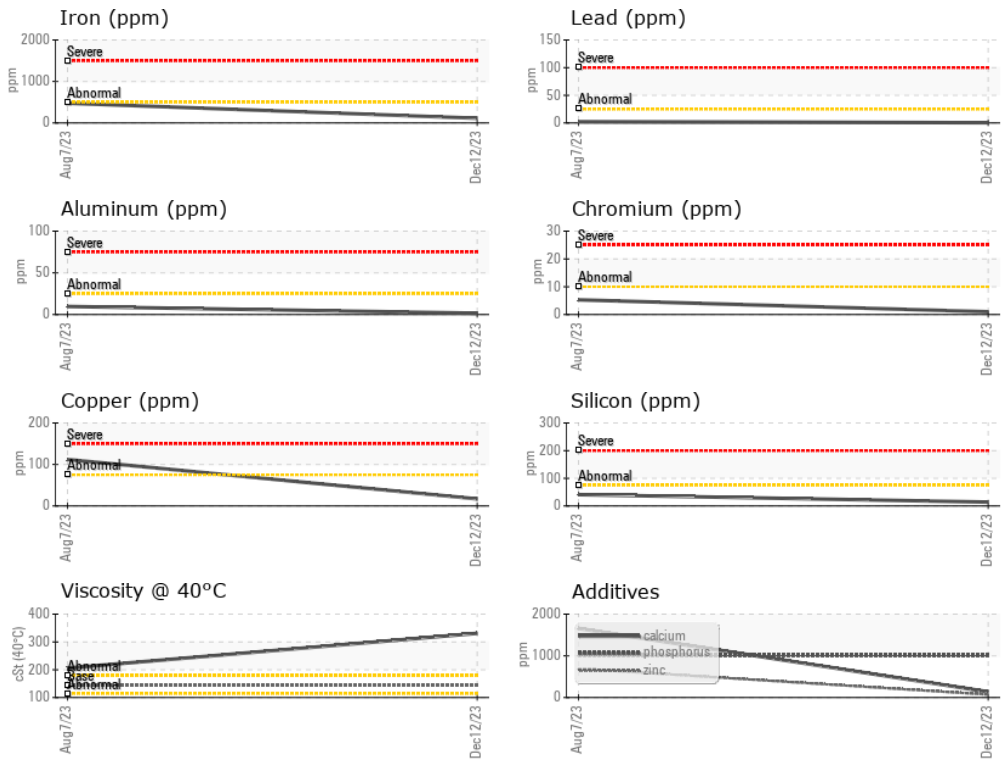 Iron (ppm)
2000
1000
0
ppm
Severe
Abnormal
Aug7/23
Dec12/23
Lead (ppm)
150
100
50
0
ppm
Severe
Abnormal
Aug7/23
Dec12/23
Aluminum (ppm)
100
50
0
ppm
Severe
Abnormal
Aug7/23
Dec12/23
Chromium (ppm)
30
20
10
0
ppm
Severe
Abnormal
Aug7/23
Dec12/23
Copper (ppm)
200
100
0
ppm
Severe
Abnormal
Aug7/23
Dec12/23
Silicon (ppm)
300
200
100
0
ppm
Severe
Abnormal
Aug7/23
Dec12/23
Viscosity @ 40°C
400
300
200
100
cSt (40°C)
Abnormal
Base
Abnormal
Aug7/23
Dec12/23
Additives
2000
1000
0
ppm
calcium
phosphorus
zinc
Aug7/23
Dec12/23